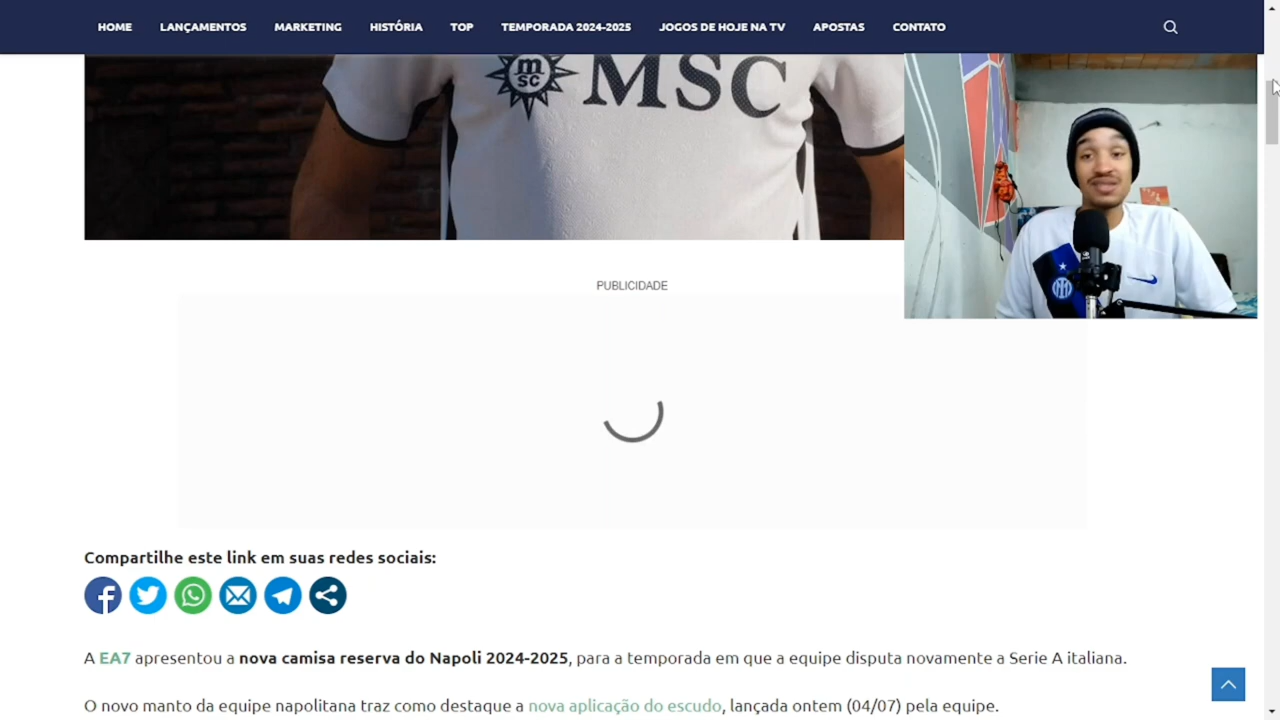 HOME LANÇAMENTOS MARKETING HISTÓRIA TOP TEMPORADA 2024-2025 JOGOS DE HOJE NA TV APOSTAS CONTATO
m
SC
MSC
PUBLICIDADE
Compartilhe este link em suas redes sociais:
A EA7 apresentou a nova camisa reserva do Napoli 2024-2025, para a temporada em que a equipe disputa novamente a Serie A italiana.
O novo manto da equipe napolitana traz como destaque a nova aplicação do escudo, lançada ontem (04/07) pela equipe.